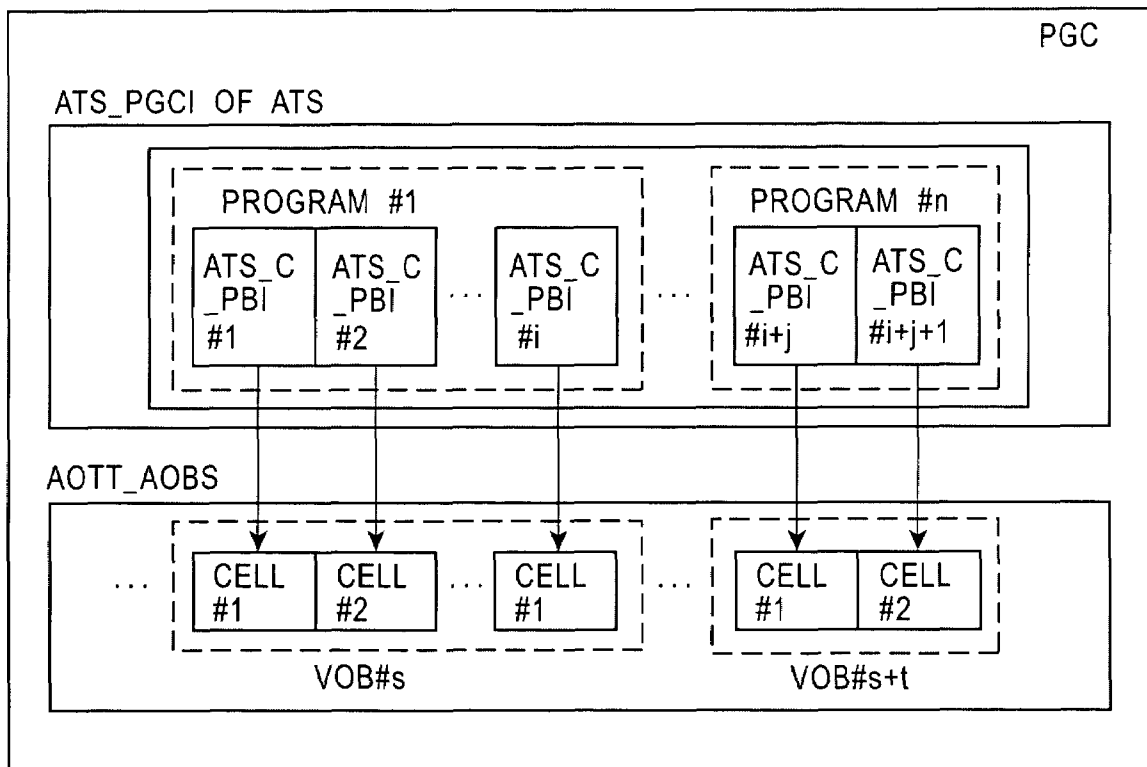 PGC
ATS_PGCI OF ATS
PROGRAM #1
PROGRAM #n
ATS_C
_PBI
#1
ATS_C
_PBI
#2
...
ATS_C
_PBI
#i
...
ATS_C
_PBI
#i+j
ATS_C
_PBI
#i+j+1
AOTT_AOBS
...
CELL
#1
CELL
#2
...
CELL
#1
...
CELL
#1
CELL
#2
VOB#s
VOB#s+t